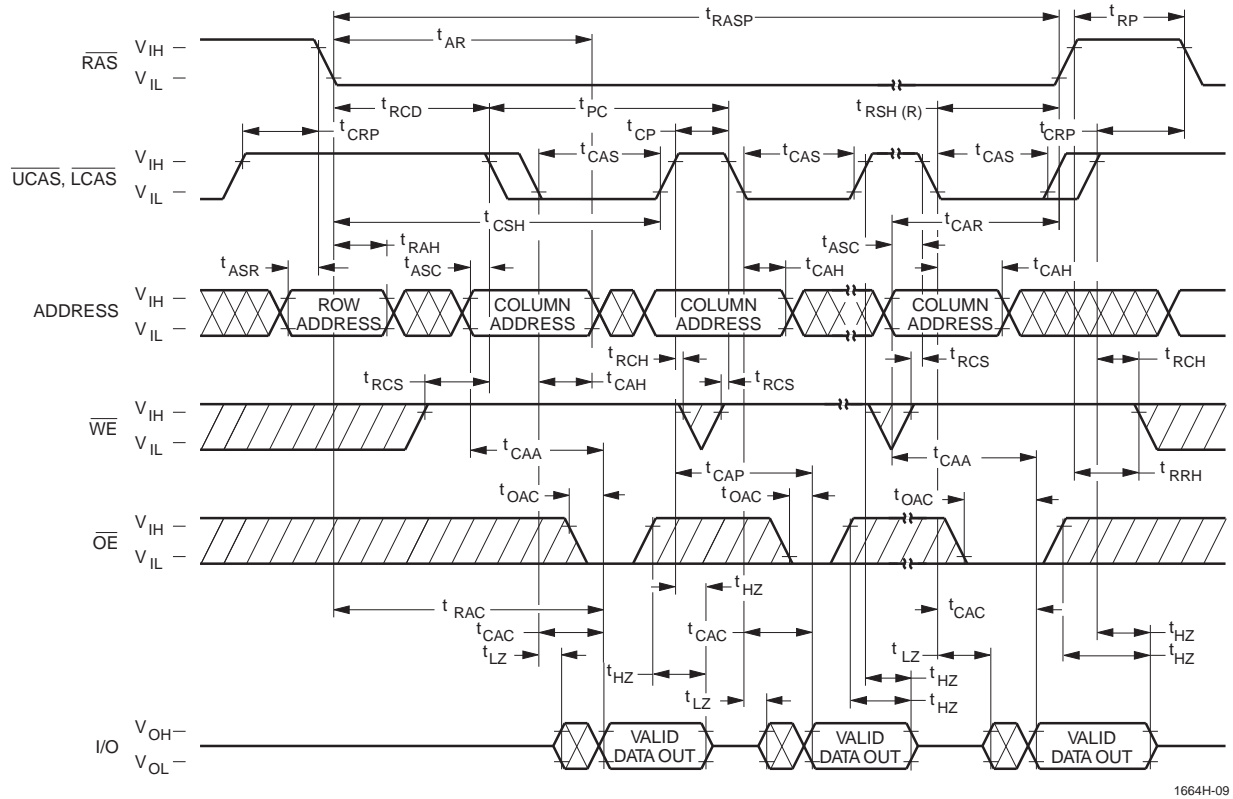 tRASP
tRP
tAR
RAS
VIH
VIL
tRCD
tPC
tRSH (R)
tCRP
tCP
tCRP
UCAS, LCAS
VIH
VIL
tCAS
tCAS
tCAS
tCSH
tCAR
tRAH
tASC
tASR
tASC
tCAH
tCAH
ADDRESS
VIH
VIL
ROW ADDRESS
COLUMN ADDRESS
COLUMN ADDRESS
COLUMN ADDRESS
tRCH
tRCS
tRCH
tRCS
tCAH
tRCS
WE
VIH
VIL
tCAA
tCAA
tCAP
tRRH
tOAC
tOAC
tOAC
OE
VIH
VIL
tHZ
tRAC
tCAC
tCAC
tCAC
tHZ
tLZ
tLZ
tHZ
tHZ
tHZ
tLZ
tHZ
I/O
VOH
VOL
VALID DATA OUT
VALID DATA OUT
VALID DATA OUT
1664H-09